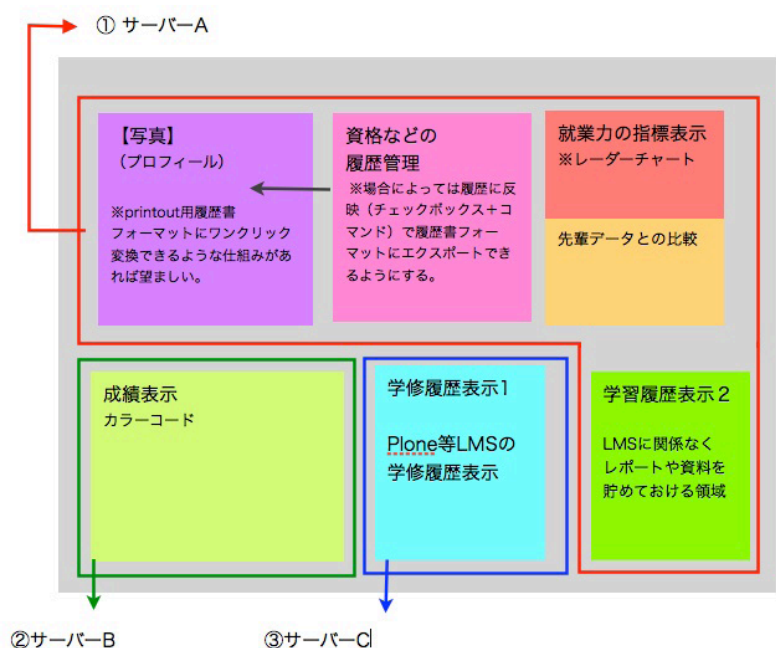 ① サーバーA
【写真】
（プロフィール）
※printout用履歴書
フォーマットにワンクリック
変換できるような仕組みがあ
れば望ましい。
資格などの
履歴管理
※場合によっては履歴に反
映（チェックボックス＋コ
マンド）で履歴書フォー
マットにエクスポートでき
るようにする。
就業力の指標表示
※レーダーチャート
先輩データとの比較
成績表示
カラーコード
学修履歴表示1
Plone等LMSの
学修履歴表示
学習履歴表示２
LMSに関係なく
レポートや資料を
貯めておける領域
②サーバーB
③サーバーC